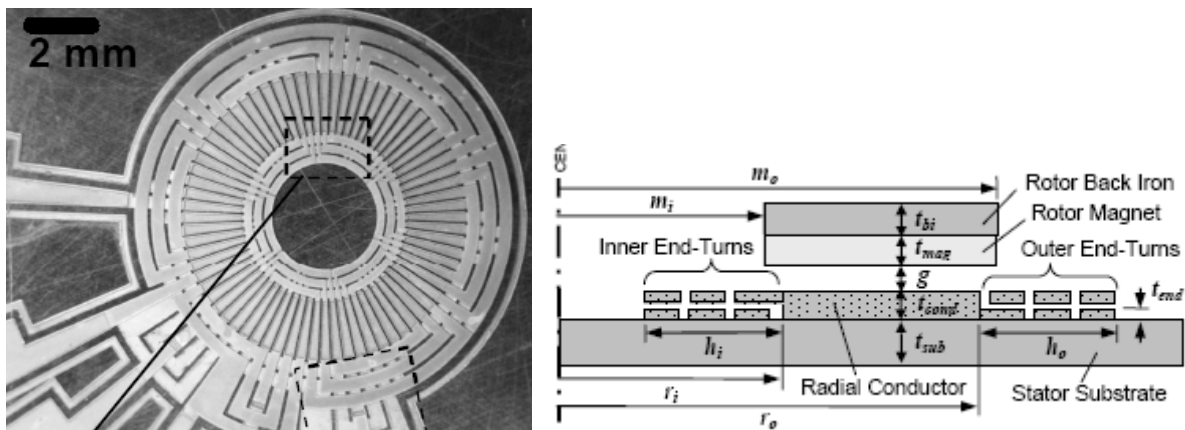 2 mm
m_o
m_i
Rotor Back Iron
Rotor Magnet
Inner End-Turns
Outer End-Turns
t_bi
t_mag
g
t_cond
t_end
h_i
t_sub
h_o
r_i
Radial Conductor
Stator Substrate
r_o